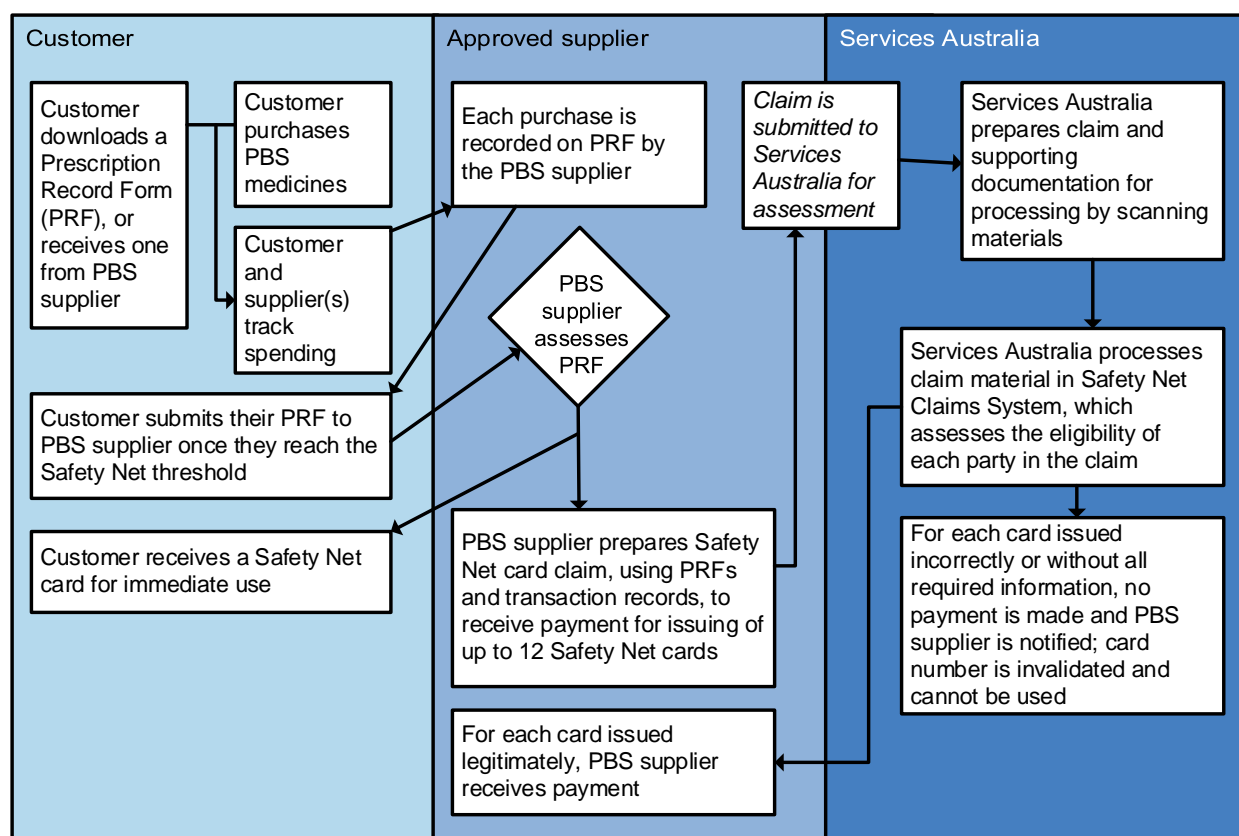 Customer
Approved supplier
Services Australia
Customer
downloads a
Prescription
Record Form
(PRF), or
receives one
from PBS
supplier
Customer
purchases
PBS
medicines
Customer
and
supplier(s)
track
spending
Each purchase is
recorded on PRF by
the PBS supplier
Claim is
submitted to
Services
Australia for
assessment
Services Australia
prepares claim and
supporting
documentation for
processing by scanning
materials
PBS
supplier
assesses
PRF
Customer submits their PRF to
PBS supplier once they reach the
Safety Net threshold
Services Australia processes
claim material in Safety Net
Claims System, which
assesses the eligibility of
each party in the claim
Customer receives a Safety Net
card for immediate use
PBS supplier prepares Safety
Net card claim, using PRFs
and transaction records, to
receive payment for issuing of
up to 12 Safety Net cards
For each card issued
incorrectly or without all
required information, no
payment is made and PBS
supplier is notified; card
number is invalidated and
cannot be used
For each card issued
legitimately, PBS supplier
receives payment